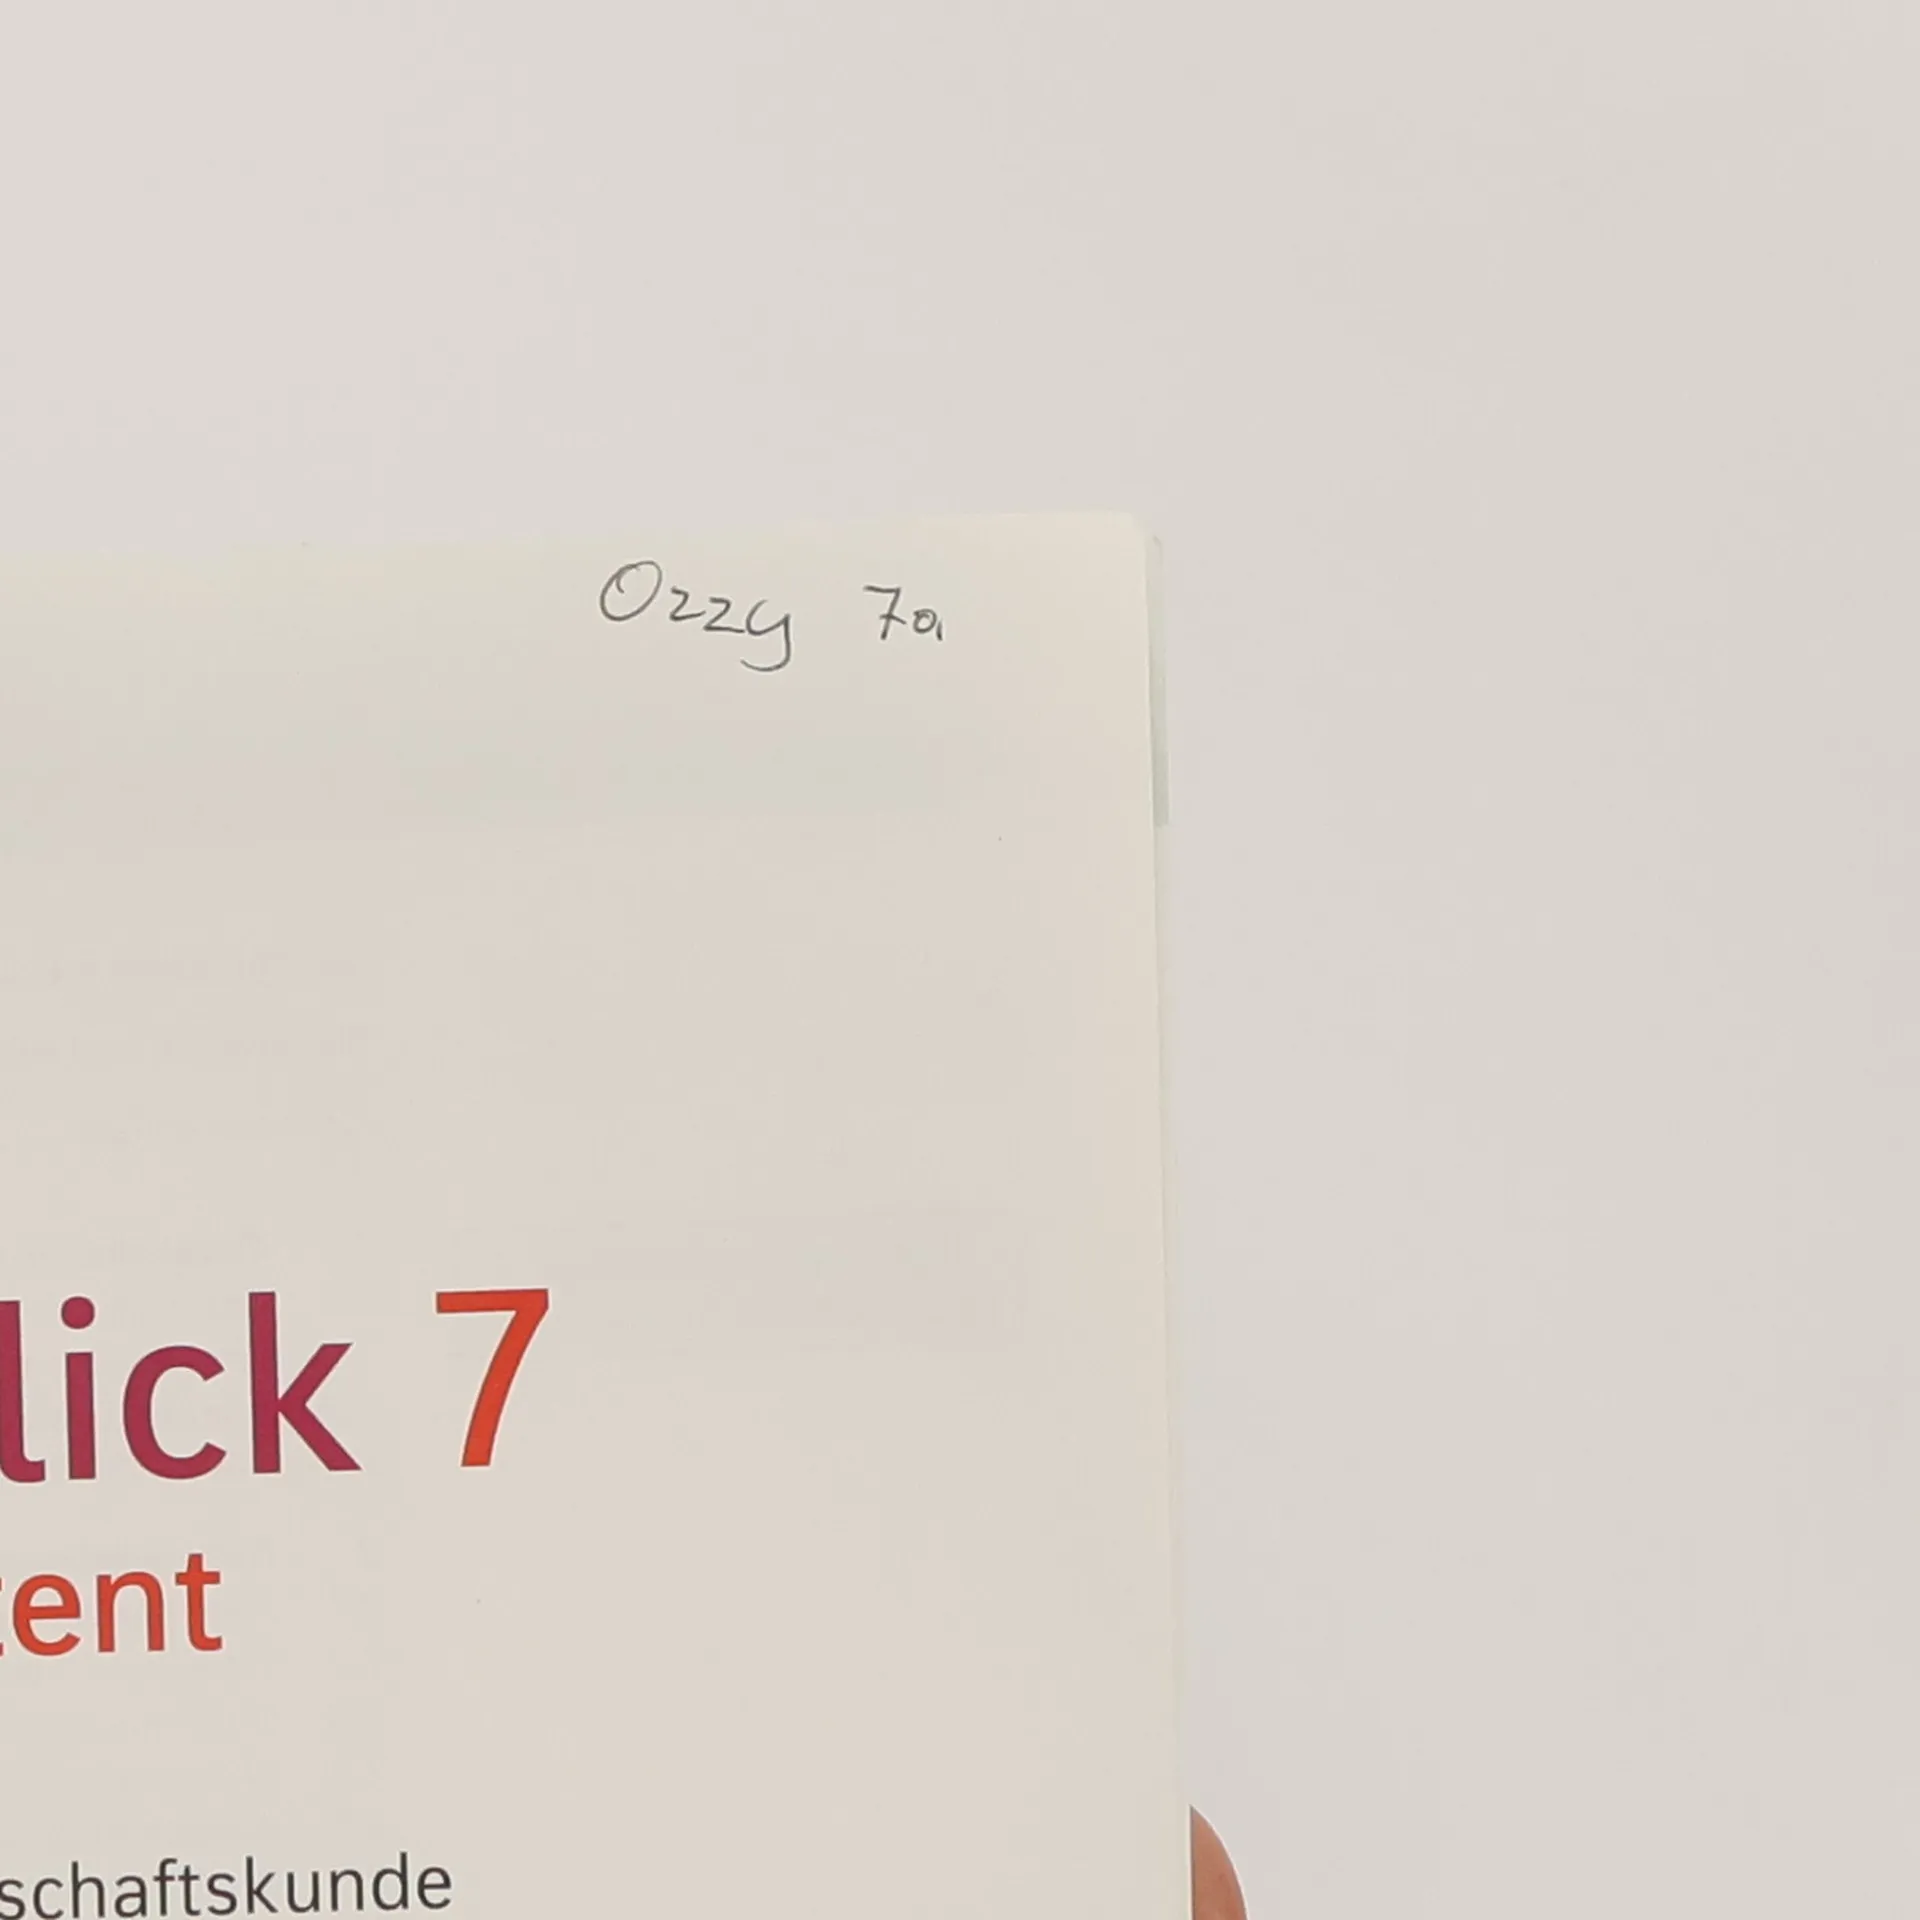 Ozzy 7a
lick 7
tent
schaftskunde